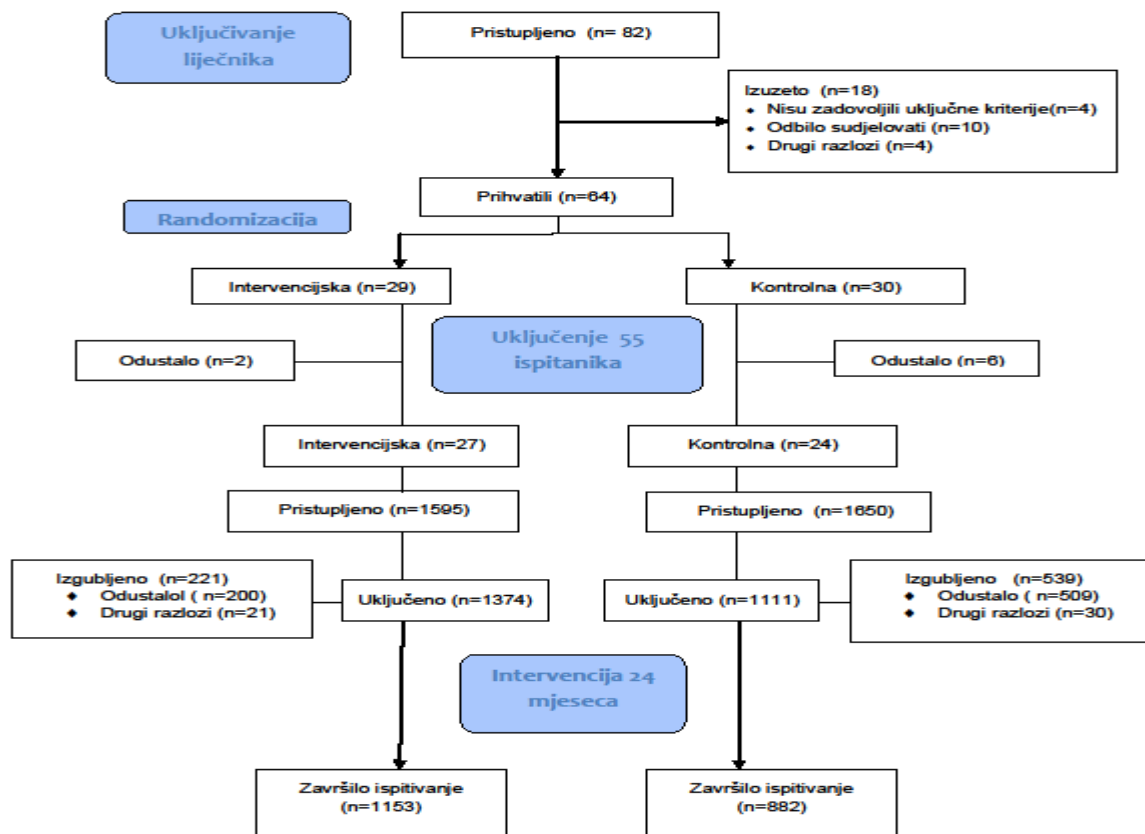 Uključivanje
liječnika
Pristupljeno (n= 82)
Izuzeto (n=18)
⬥ Nisu zadovoljili uključne kriterije(n=4)
⬥ Odbilo sudjelovati (n=10)
⬥ Drugi razlozi (n=4)
Prihvatili (n=64)
Randomizacija
Intervencijska (n=29)
Kontrolna (n=30)
Uključenje 55
ispitanika
Odustalo (n=2)
Odustalo (n=6)
Intervencijska (n=27)
Kontrolna (n=24)
Pristupljeno (n=1595)
Pristupljeno (n=1650)
Izgubljeno (n=221)
⬥ Odustalol ( n=200)
⬥ Drugi razlozi (n=21)
Uključeno (n=1374)
Uključeno (n=1111)
Izgubljeno (n=539)
⬥ Odustalo ( n=509)
⬥ Drugi razlozi (n=30)
Intervencija 24
mjeseca
Završilo ispitivanje
(n=1153)
Završilo ispitivanje
(n=882)